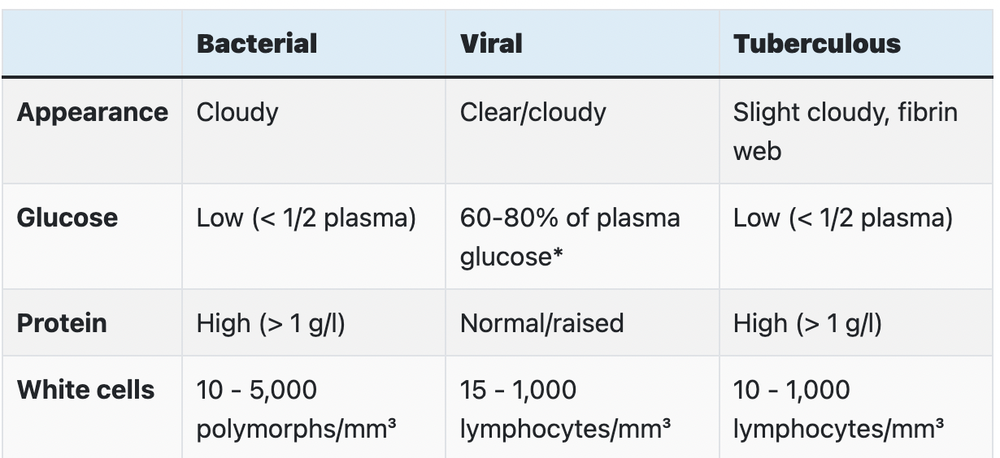 Bacterial Viral Tuberculous
Appearance Cloudy Clear/cloudy Slight cloudy, fibrin
web
Glucose Low (< 1/2 plasma) 60-80% of plasma Low (< 1/2 plasma)
glucose*
Protein High (> 1 g/l) Normal/raised High (> 1 g/l)
White cells 10 - 5,000 15 - 1,000 10 - 1,000
polymorphs/mm³ lymphocytes/mm³ lymphocytes/mm³